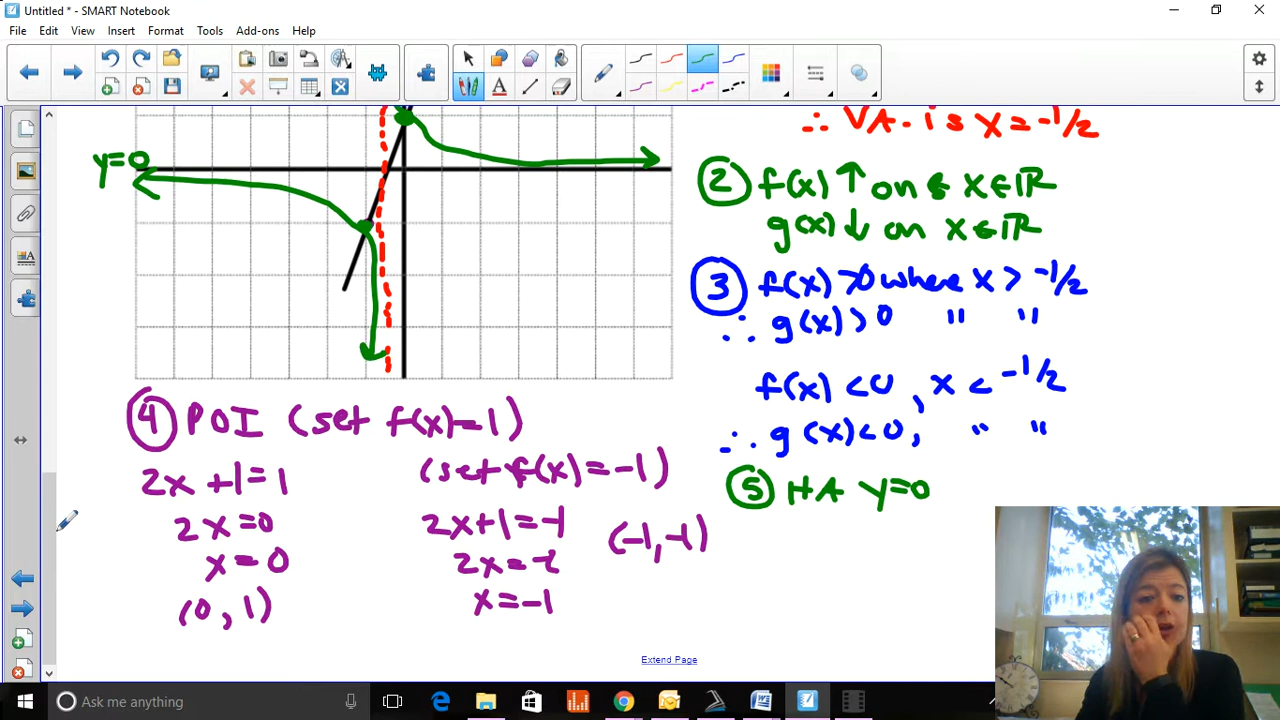 Untitled * - SMART Notebook
File Edit View Insert Format Tools Add-ons Help
y=0
∴ VA. is x = -1/2
② f(x) ↑ on x∈ℝ
g(x) ↓ on x∈ℝ
③ f(x) >0 where x > -1/2
∴ g(x) > 0 " "
f(x) <0 , x < -1/2
∴ g(x) <0, " "
④ POI (set f(x)=1)
2x +1=1
2x=0
x=0
(0,1)
(set f(x)=-1)
2x+1=-1
2x=-2
x=-1
(-1,-1)
⑤ HA y=0
Extend Page
Ask me anything